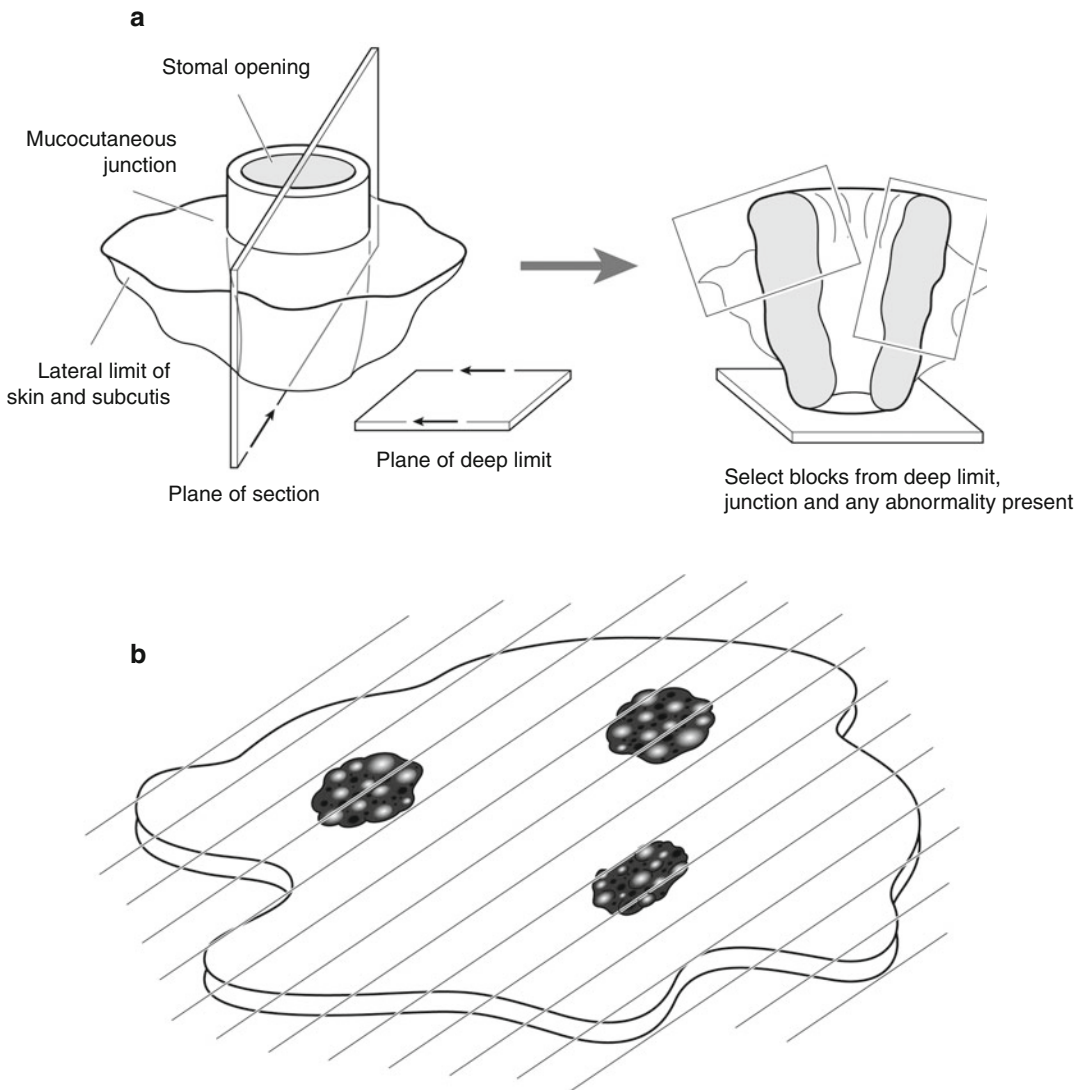 a
Stomal opening
Mucocutaneous
junction
Lateral limit of
skin and subcutis
Plane of section
Plane of deep limit
Select blocks from deep limit,
junction and any abnormality present
b